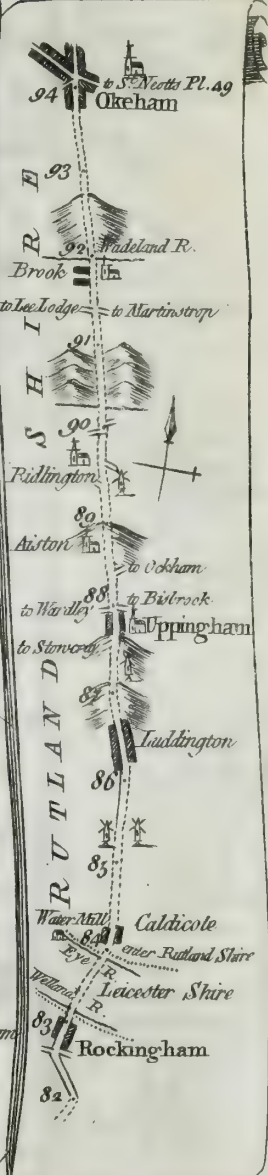 to St. Neotts Pl. 49
94 Okeham
93
92 Wadeland R.
Brook
to Lee Lodge to Martinstrop
91
90
Ridlington
89
Aiston
to Ockham
88
to Wardley to Bisbrook
Uppingham
to
87
Luddington
86
85
Water Mill 84 Caldicole
enter Rutland Shire
Eye R.
Leicester Shire
Welland R.
83
Rockingham
82
RUTLAND SHIRE